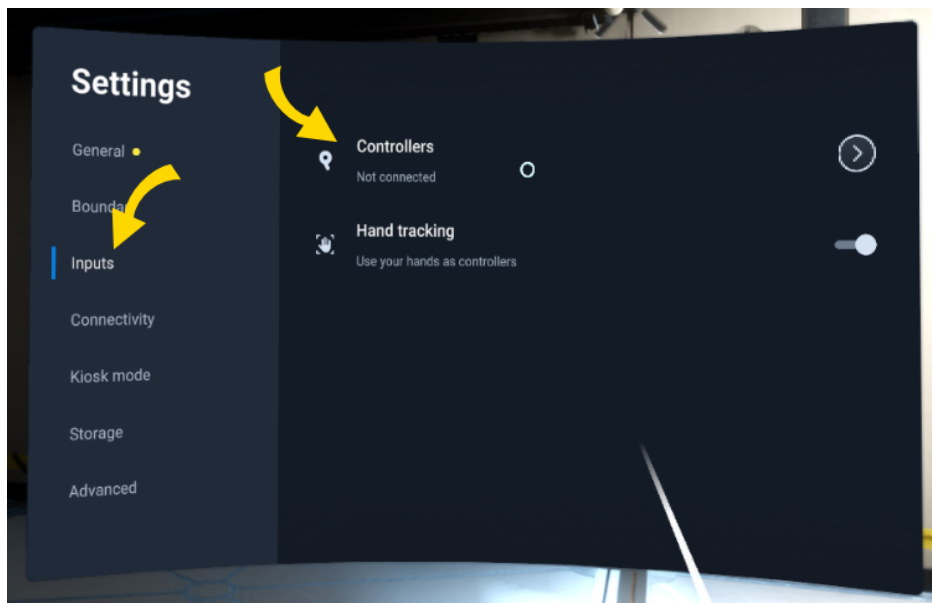 Settings
General
Inputs
Connectivity
Kiosk mode
Storage
Advanced
Controllers
Not connected
Hand tracking
Use your hands as controllers